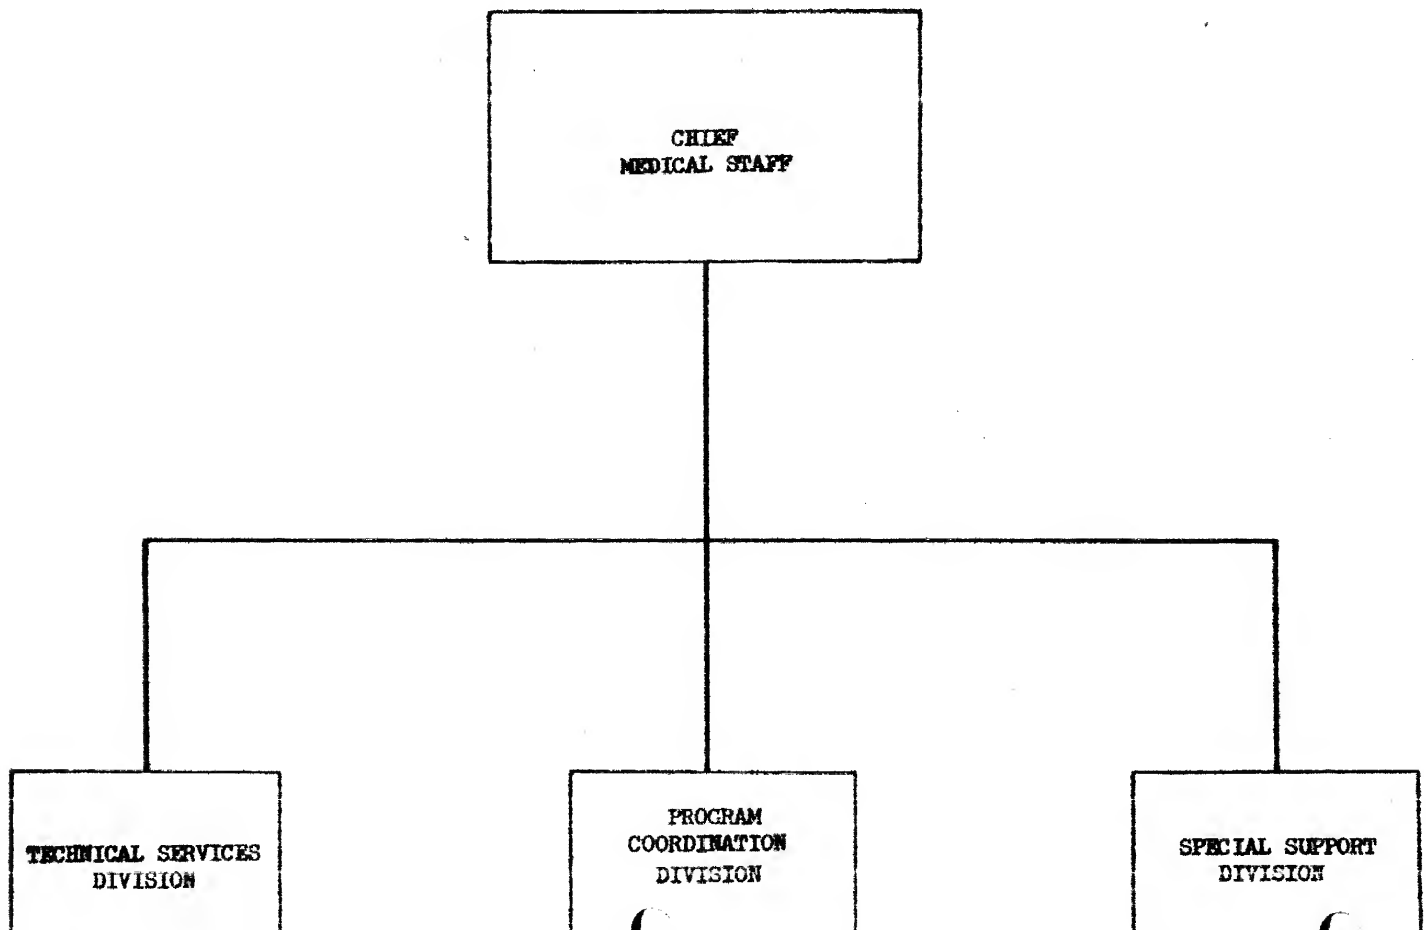 CHIEF
MEDICAL STAFF
TECHNICAL SERVICES
DIVISION
PROGRAM
COORDINATION
DIVISION
SPECIAL SUPPORT
DIVISION